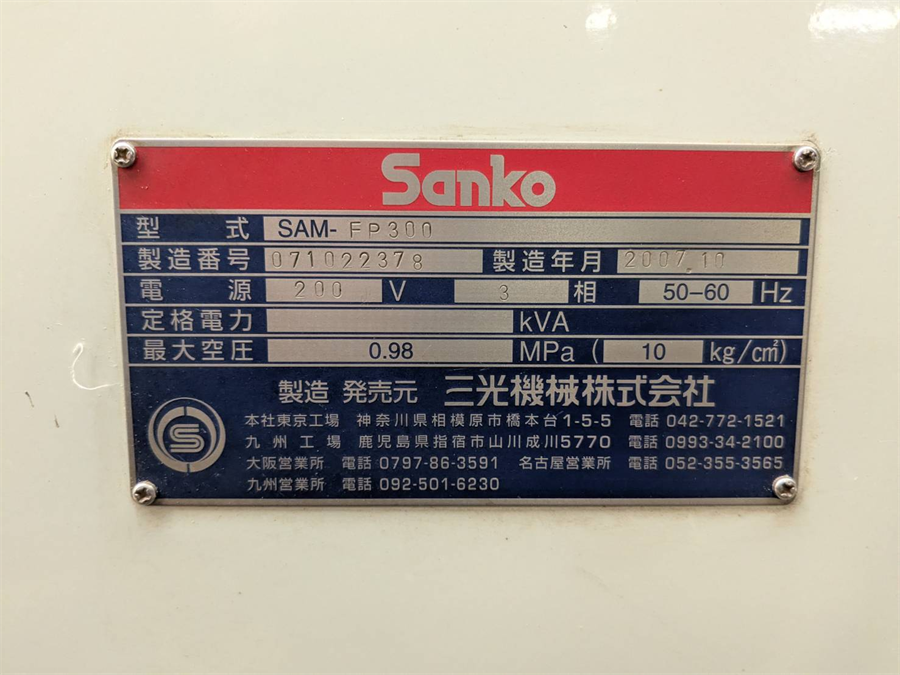 Sanko
型式 SAM- FP300
製造番号 071022378 製造年月 2007.10
電源 200 V 3 相 50-60 Hz
定格電力 kVA
最大空圧 0.98 MPa ( 10 kg/c㎡)
製造 発売元 三光機械株式会社
本社東京工場 神奈川県相模原市橋本台1-5-5 電話 042-772-1521
九州工場 鹿児島県指宿市山川成川5770 電話 0993-34-2100
大阪営業所 電話 0797-86-3591 名古屋営業所 電話 052-355-3565
九州営業所 電話 092-501-6230